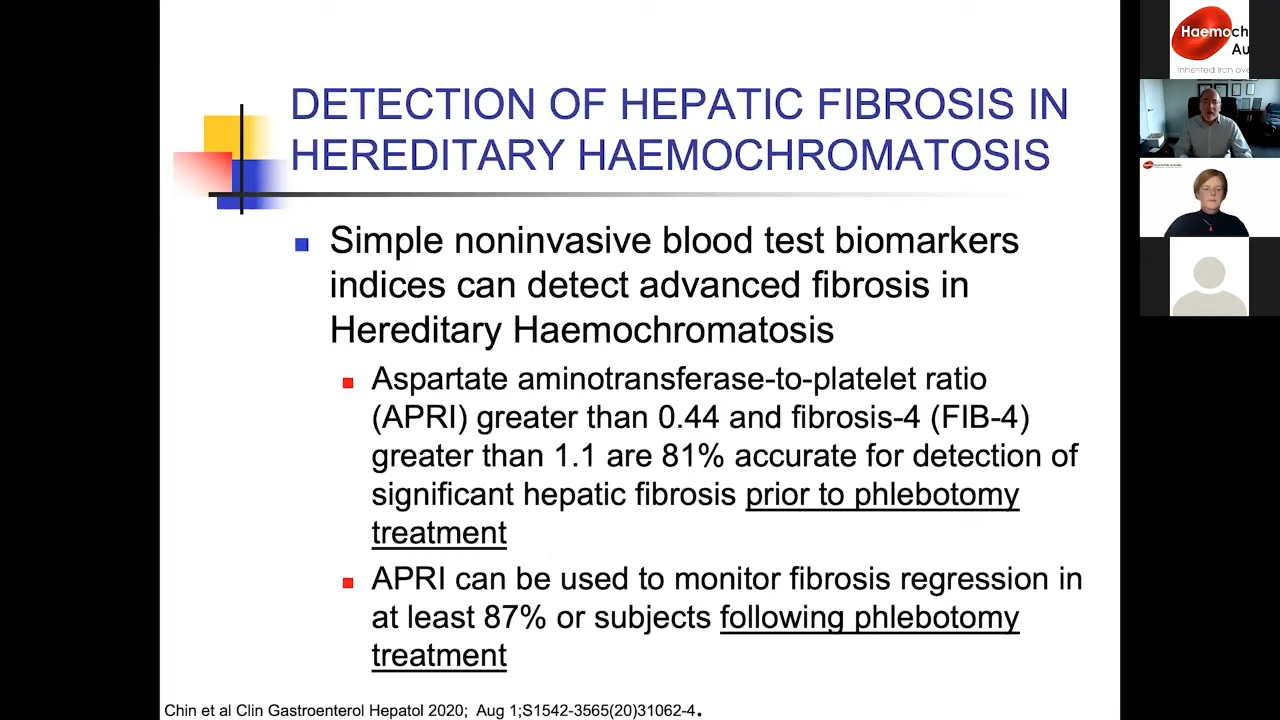 DETECTION OF HEPATIC FIBROSIS IN
HEREDITARY HAEMOCHROMATOSIS
Simple noninvasive blood test biomarkers
indices can detect advanced fibrosis in
Hereditary Haemochromatosis
Aspartate aminotransferase-to-platelet ratio
(APRI) greater than 0.44 and fibrosis-4 (FIB-4)
greater than 1.1 are 81% accurate for detection of
significant hepatic fibrosis prior to phlebotomy
treatment
APRI can be used to monitor fibrosis regression in
at least 87% or subjects following phlebotomy
treatment
Chin et al Clin Gastroenterol Hepatol 2020; Aug 1;S1542-3565(20)31062-4.
Haemoch
Au
Inherited Iron ove